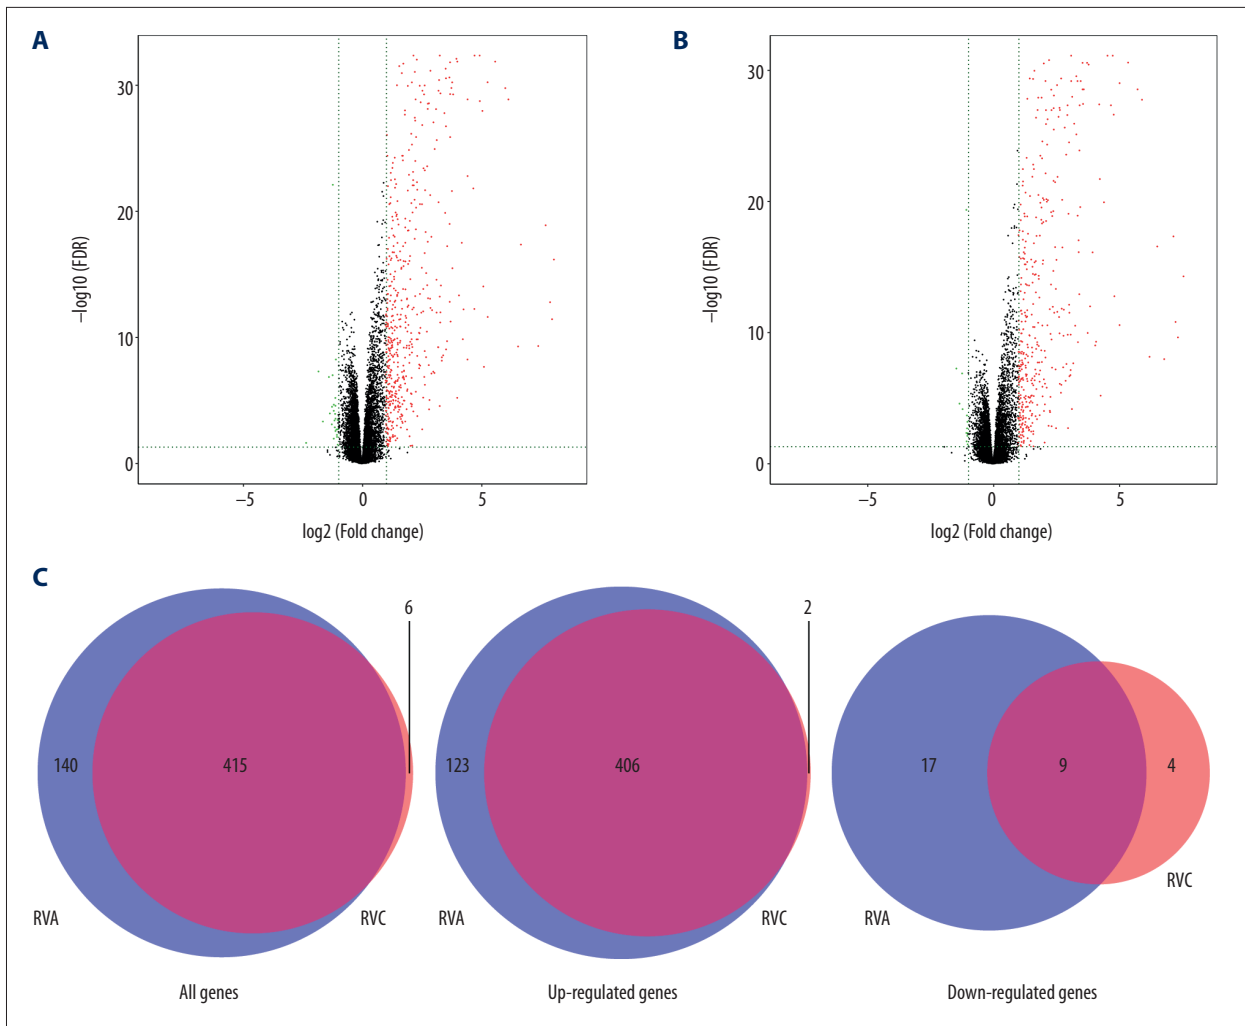 A
B
30
20
10
0
−log10 (FDR)
−5
0
5
log2 (Fold change)
30
20
10
0
−log10 (FDR)
−5
0
5
log2 (Fold change)
C
140
415
6
RVA
RVC
All genes
123
406
2
RVA
RVC
Up-regulated genes
17
9
4
RVA
RVC
Down-regulated genes